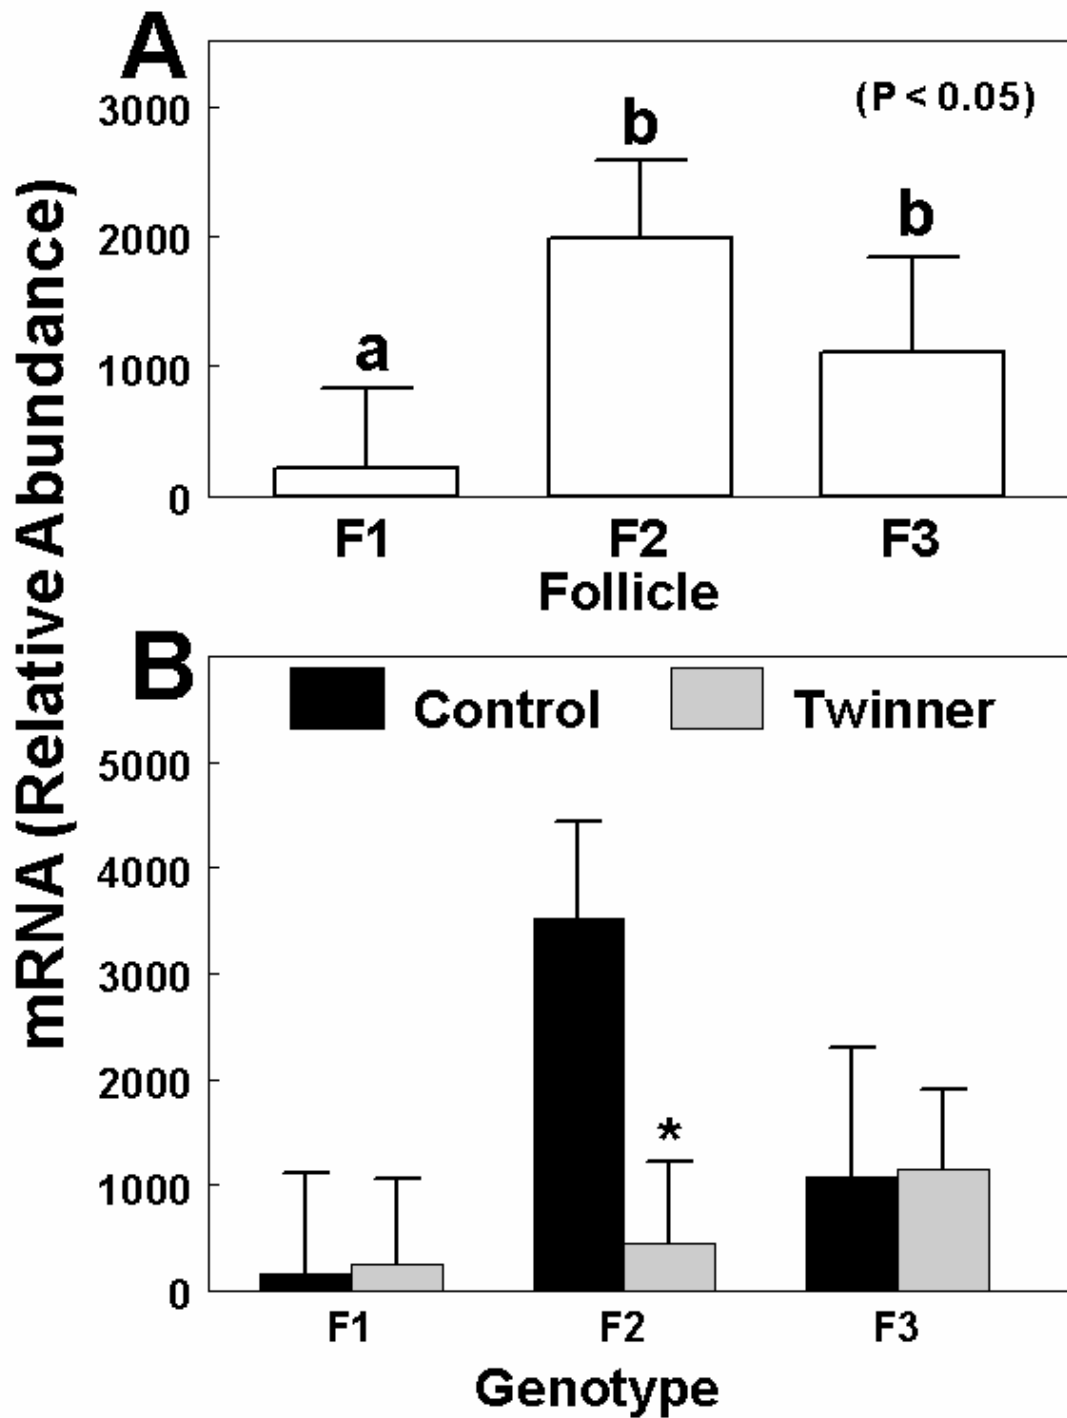 A
(P < 0.05)
3000
2000
1000
0
a
b
b
F1 F2 F3
Follicle
mRNA (Relative Abundance)
B
Control Twinner
5000
4000
3000
2000
1000
0
*
F1 F2 F3
Genotype